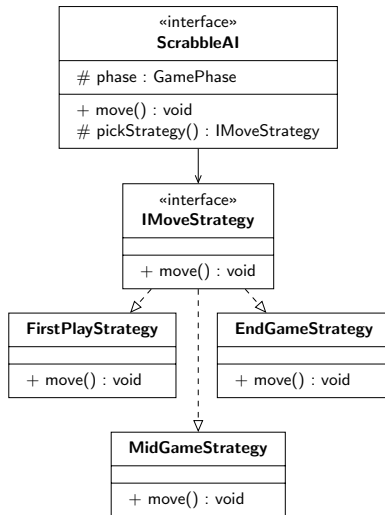 «interface»
ScrabbleAI
# phase : GamePhase
+ move() : void
# pickStrategy() : IMoveStrategy
«interface»
IMoveStrategy
+ move() : void
FirstPlayStrategy
+ move() : void
EndGameStrategy
+ move() : void
MidGameStrategy
+ move() : void